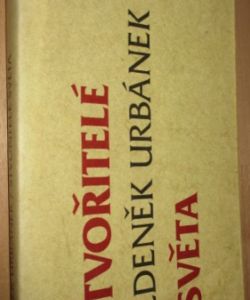 TVOŘITELÉ
DENĚK URBÁNEK
SVĚTA